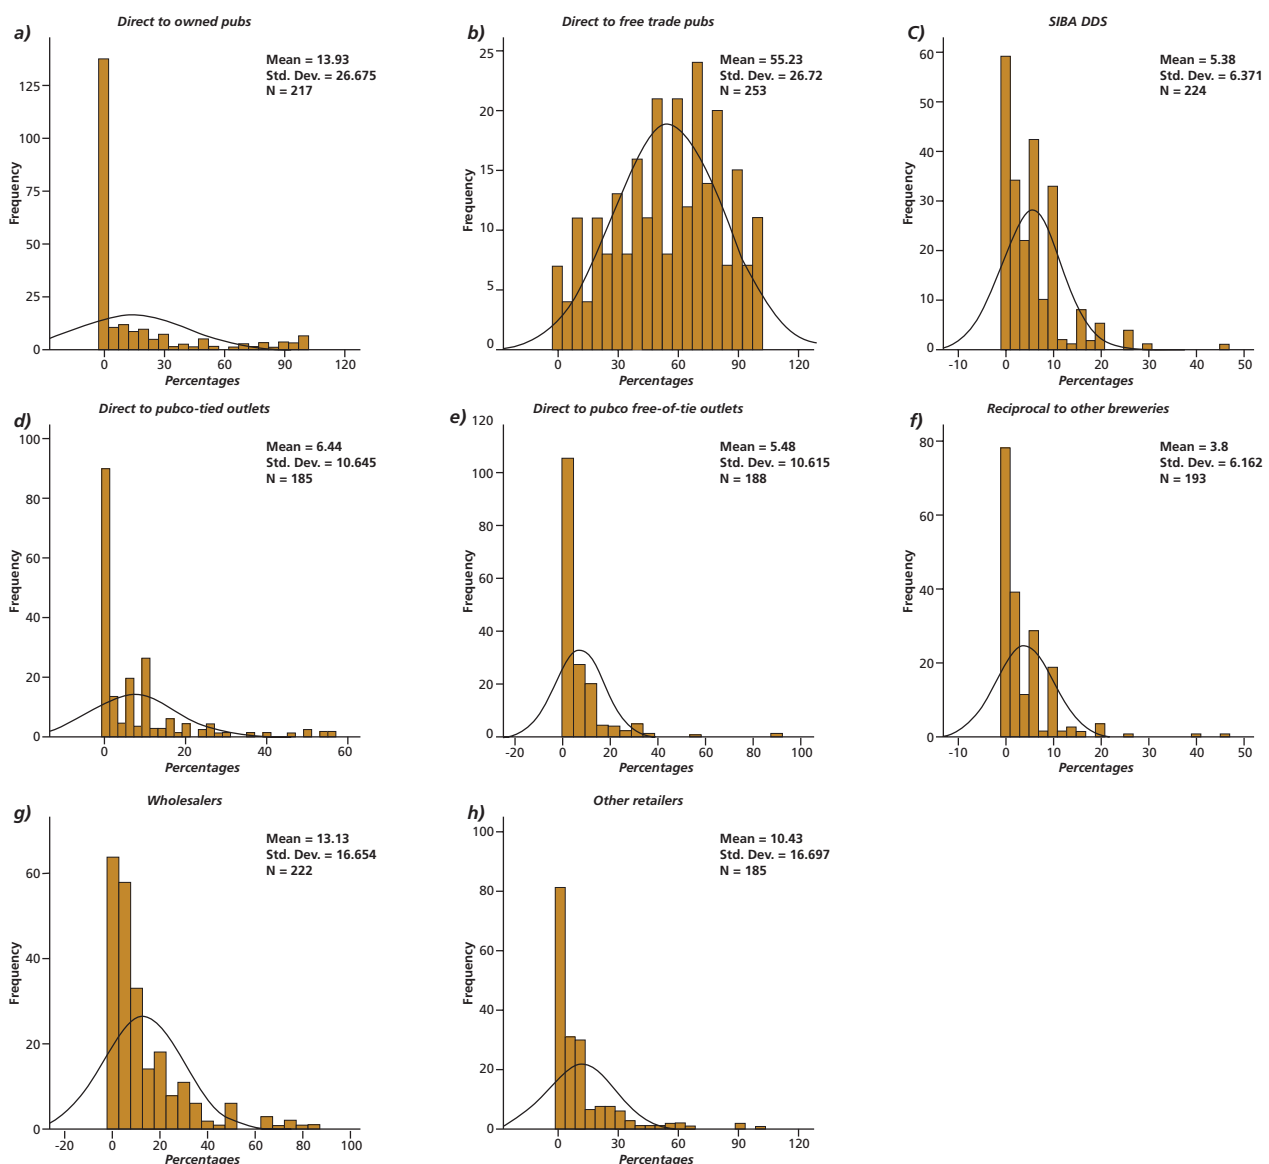 a)
Direct to owned pubs
Mean = 13.93
Std. Dev. = 26.675
N = 217
Frequency
125
100
75
50
25
0
0 30 60 90 120
Percentages
b)
Direct to free trade pubs
Mean = 55.23
Std. Dev. = 26.72
N = 253
Frequency
25
20
15
10
5
0
0 30 60 90 120
Percentages
C)
SIBA DDS
Mean = 5.38
Std. Dev. = 6.371
N = 224
Frequency
60
50
40
30
20
10
0
-10 0 10 20 30 40 50
Percentages
d)
Direct to pubco-tied outlets
Mean = 6.44
Std. Dev. = 10.645
N = 185
Frequency
100
80
60
40
20
0
0 20 40 60
Percentages
e)
Direct to pubco free-of-tie outlets
Mean = 5.48
Std. Dev. = 10.615
N = 188
Frequency
120
100
80
60
40
20
0
-20 0 20 40 60 80 100
Percentages
f)
Reciprocal to other breweries
Mean = 3.8
Std. Dev. = 6.162
N = 193
Frequency
80
60
40
20
0
-10 0 10 20 30 40 50
Percentages
g)
Wholesalers
Mean = 13.13
Std. Dev. = 16.654
N = 222
Frequency
60
40
20
0
-20 0 20 40 60 80 100
Percentages
h)
Other retailers
Mean = 10.43
Std. Dev. = 16.697
N = 185
Frequency
100
80
60
40
20
0
0 30 60 90 120
Percentages